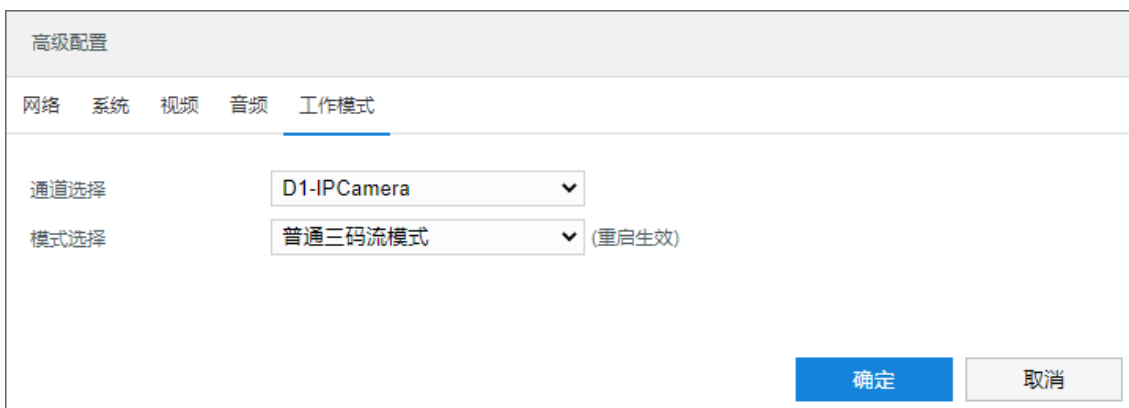 高级配置
网络 系统 视频 音频 工作模式
通道选择 D1-IPCamera
模式选择 普通三码流模式 (重启生效)
确定 取消